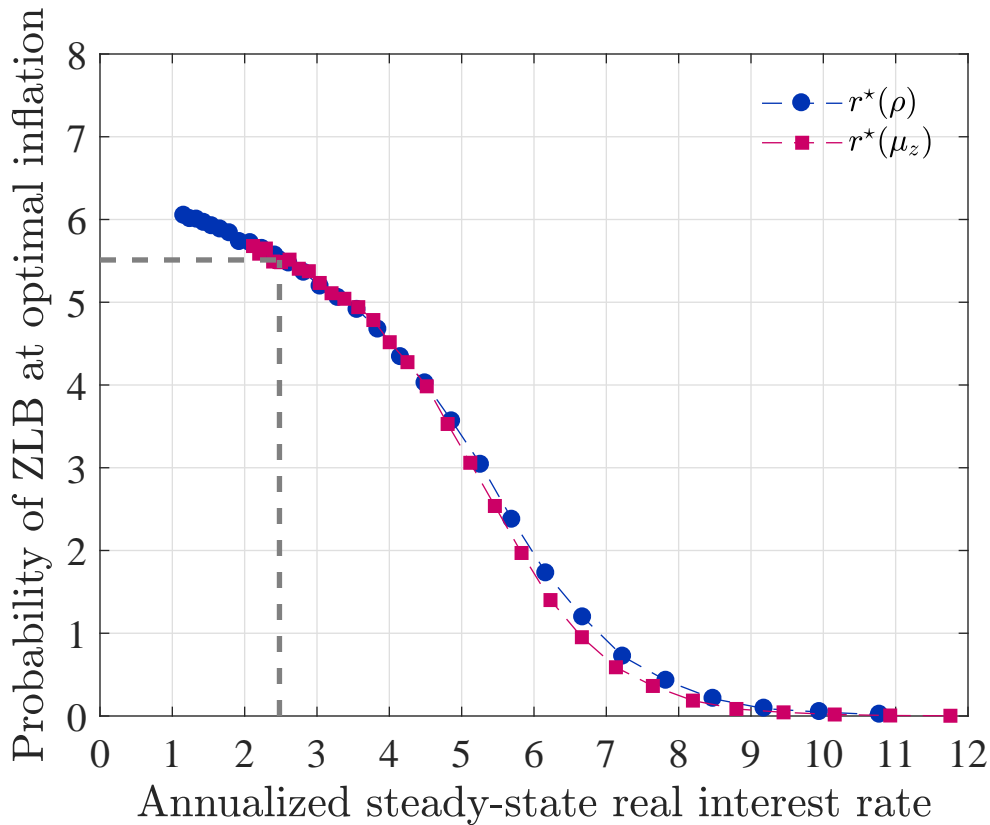 Probability of ZLB at optimal inflation
8
7
6
5
4
3
2
1
0
r⋆(ρ)
r⋆(μz)
0 1 2 3 4 5 6 7 8 9 10 11 12
Annualized steady-state real interest rate